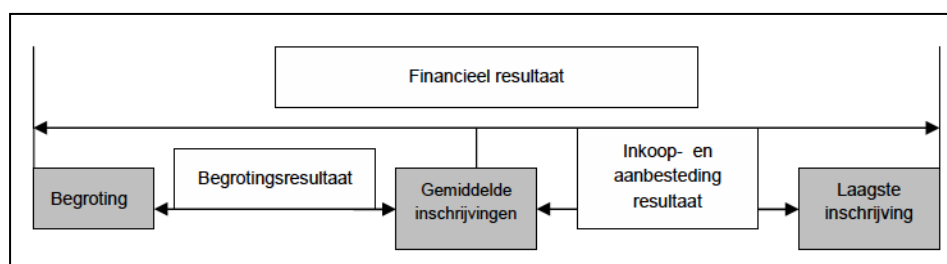 Financieel resultaat
Begroting
Begrotingsresultaat
Gemiddelde
inschrijvingen
Inkoop- en
aanbesteding
resultaat
Laagste
inschrijving